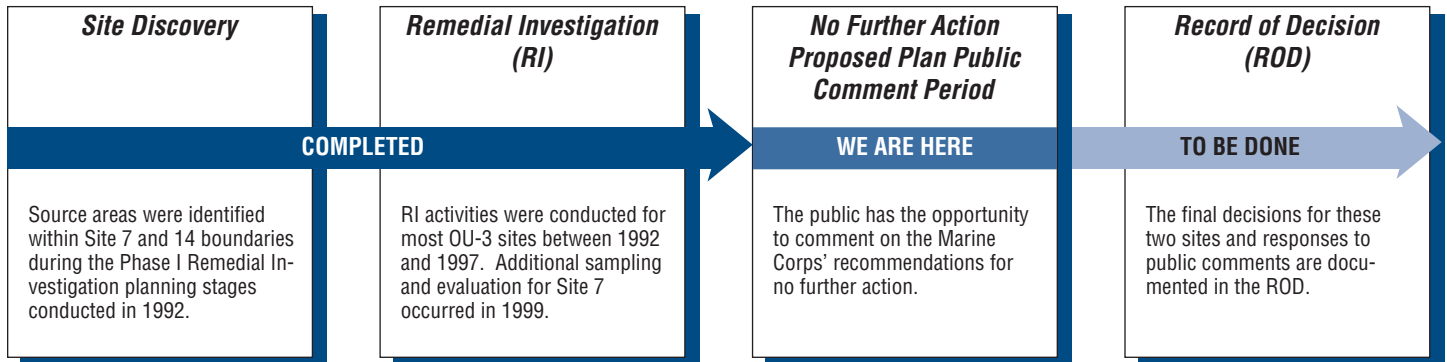 Site Discovery
Remedial Investigation
(RI)
No Further Action
Proposed Plan Public
Comment Period
Record of Decision
(ROD)
COMPLETED
WE ARE HERE
TO BE DONE
Source areas were identified
within Site 7 and 14 boundaries
during the Phase I Remedial In-
vestigation planning stages
conducted in 1992.
RI activities were conducted for
most OU-3 sites between 1992
and 1997.  Additional sampling
and evaluation for Site 7
occurred in 1999.
The public has the opportunity
to comment on the Marine
Corps’ recommendations for
no further action.
The final decisions for these
two sites and responses to
public comments are docu-
mented in the ROD.